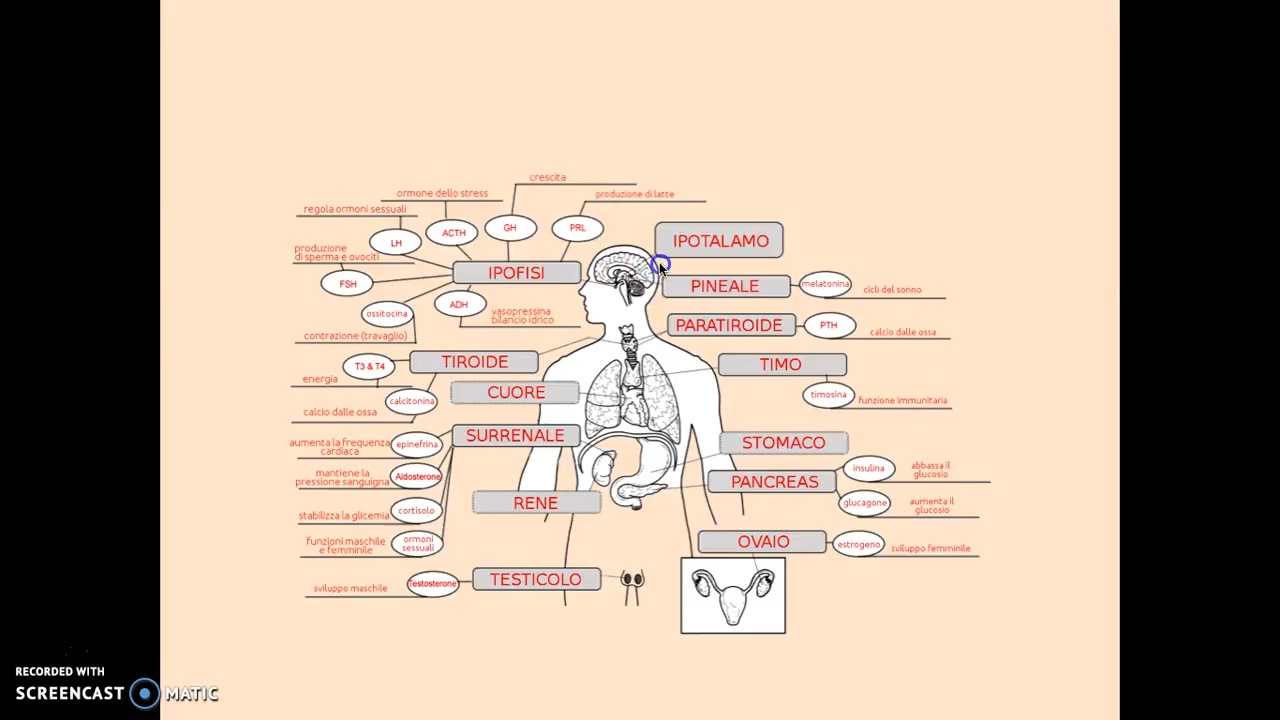 crescita
ormone dello stress
produzione di latte
regola ormoni sessuali
GH
PRL
ACTH
LH
IPOTALAMO
produzione
di sperma e ovociti
IPOFISI
FSH
PINEALE
melatonina
cicli del sonno
ADH
vasopressina
bilancio idrico
ossitocina
contrazione (travaglio)
PARATIROIDE
PTH
calcio dalle ossa
TIROIDE
T3 & T4
energia
TIMO
calcitonina
calcio dalle ossa
CUORE
timosina
funzione immunitaria
SURRENALE
aumenta la frequenza
cardiaca
epinefrina
STOMACO
mantiene la
pressione sanguigna
Aldosterone
PANCREAS
insulina
abbassa il
glucosio
glucagone
aumenta il
glucosio
stabilizza la glicemia
cortisolo
RENE
funzioni maschile
e femminile
ormoni
sessuali
OVAIO
estrogeno
sviluppo femminile
TESTICOLO
Testosterone
sviluppo maschile
RECORDED WITH
SCREENCAST MATIC